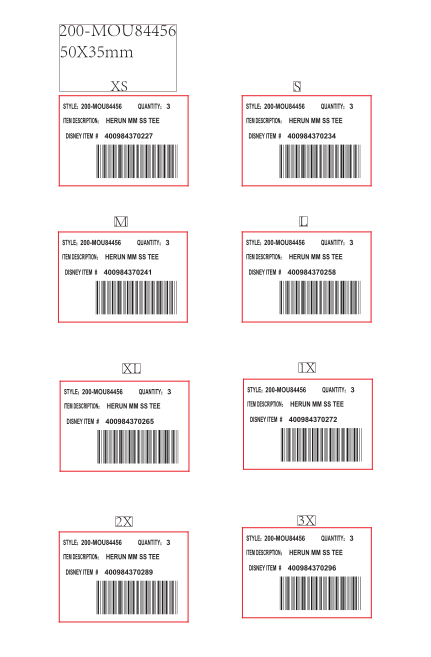 200-MOU84456
50X35mm
XS
STYLE: 200-MOU84456 QUANTITY: 3
ITEM DESCRIPTION: HERUN MM SS TEE
DISNEY ITEM # 400984370227
S
STYLE: 200-MOU84456 QUANTITY: 3
ITEM DESCRIPTION: HERUN MM SS TEE
DISNEY ITEM # 400984370234
M
STYLE: 200-MOU84456 QUANTITY: 3
ITEM DESCRIPTION: HERUN MM SS TEE
DISNEY ITEM # 400984370241
L
STYLE: 200-MOU84456 QUANTITY: 3
ITEM DESCRIPTION: HERUN MM SS TEE
DISNEY ITEM # 400984370258
XL
STYLE: 200-MOU84456 QUANTITY: 3
ITEM DESCRIPTION: HERUN MM SS TEE
DISNEY ITEM # 400984370265
1X
STYLE: 200-MOU84456 QUANTITY: 3
ITEM DESCRIPTION: HERUN MM SS TEE
DISNEY ITEM # 400984370272
2X
STYLE: 200-MOU84456 QUANTITY: 3
ITEM DESCRIPTION: HERUN MM SS TEE
DISNEY ITEM # 400984370289
3X
STYLE: 200-MOU84456 QUANTITY: 3
ITEM DESCRIPTION: HERUN MM SS TEE
DISNEY ITEM # 400984370296